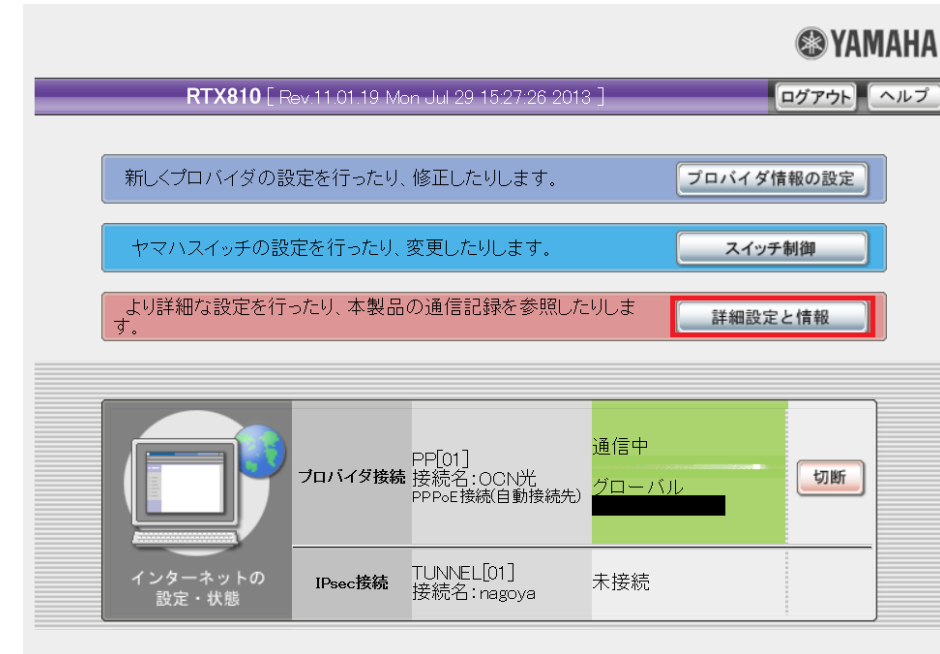 YAMAHA
RTX810 [ Rev.11.01.19 Mon Jul 29 15:27:26 2013 ]
ログアウト
ヘルプ
新しくプロバイダの設定を行ったり、修正したりします。
プロバイダ情報の設定
ヤマハスイッチの設定を行ったり、変更したりします。
スイッチ制御
より詳細な設定を行ったり、本製品の通信記録を参照したりしま
す。
詳細設定と情報
インターネットの
設定・状態
プロバイダ接続
PP[01]
接続名:OCN光
PPPoE接続(自動接続先)
通信中
グローバル
切断
IPsec接続
TUNNEL[01]
接続名:nagoya
未接続